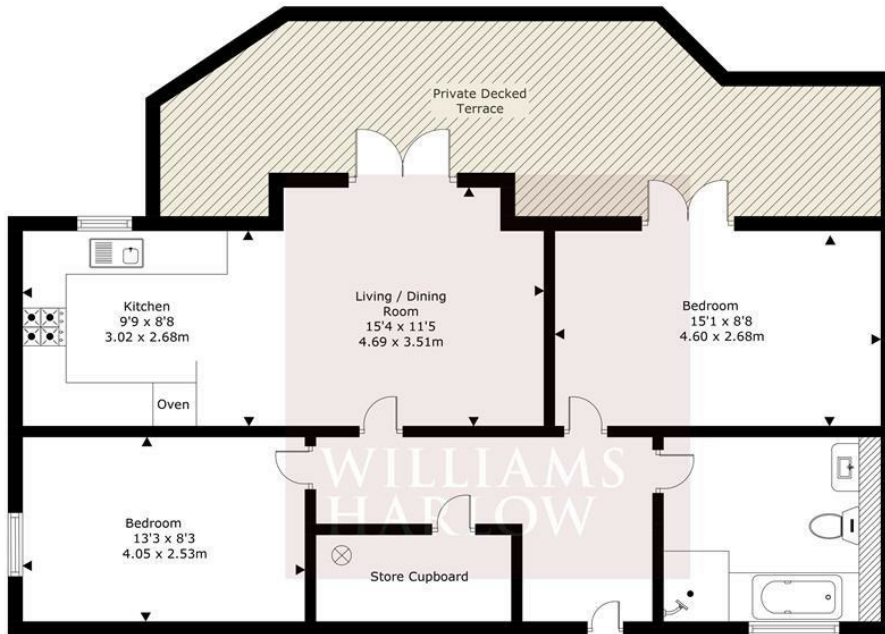 Private Decked
Terrace
Kitchen
9'9 x 8'8
3.02 x 2.68m
Living / Dining
Room
15'4 x 11'5
4.69 x 3.51m
Bedroom
15'1 x 8'8
4.60 x 2.68m
Oven
WILLIAMS
HARLOW
Bedroom
13'3 x 8'3
4.05 x 2.53m
Store Cupboard